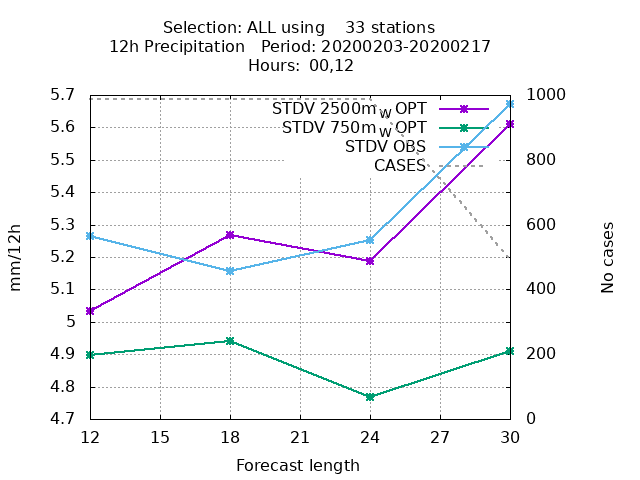 Selection: ALL using    33 stations
12h Precipitation   Period: 20200203-20200217
Hours:  00,12
STDV 2500m_W OPT
STDV 750m_W OPT
STDV OBS
CASES
5.7
5.6
5.5
5.4
5.3
5.2
5.1
5
4.9
4.8
4.7
mm/12h
1000
800
600
400
200
0
No cases
12 15 18 21 24 27 30
Forecast length